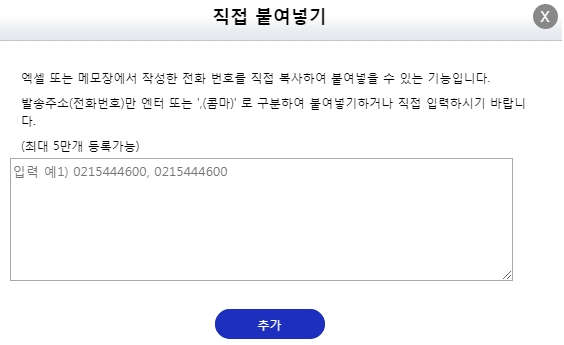 직접 붙여넣기
X
엑셀 또는 메모장에서 작성한 전화 번호를 직접 복사하여 붙여넣을 수 있는 기능입니다.
발송주소(전화번호)만 엔터 또는 ',(콤마)' 로 구분하여 붙여넣기하거나 직접 입력하시기 바랍니
다.
(최대 5만개 등록가능)
입력 예1) 0215444600, 0215444600
추가